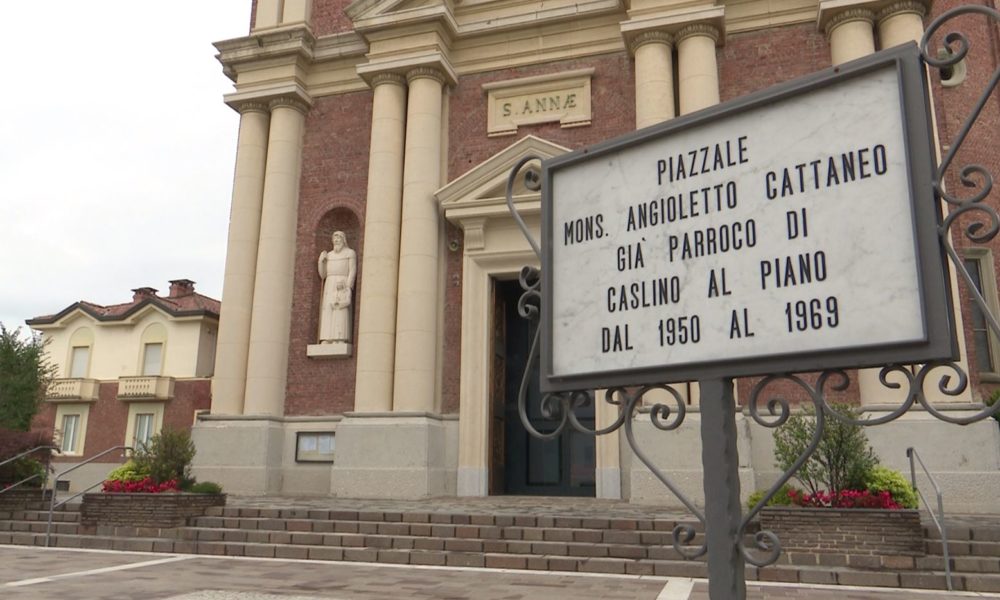 S. ANNÆ
PIAZZALE
MONS. ANGIOLETTO CATTANEO
GIÀ PARROCO DI
CASLINO AL PIANO
DAL 1950 AL 1969